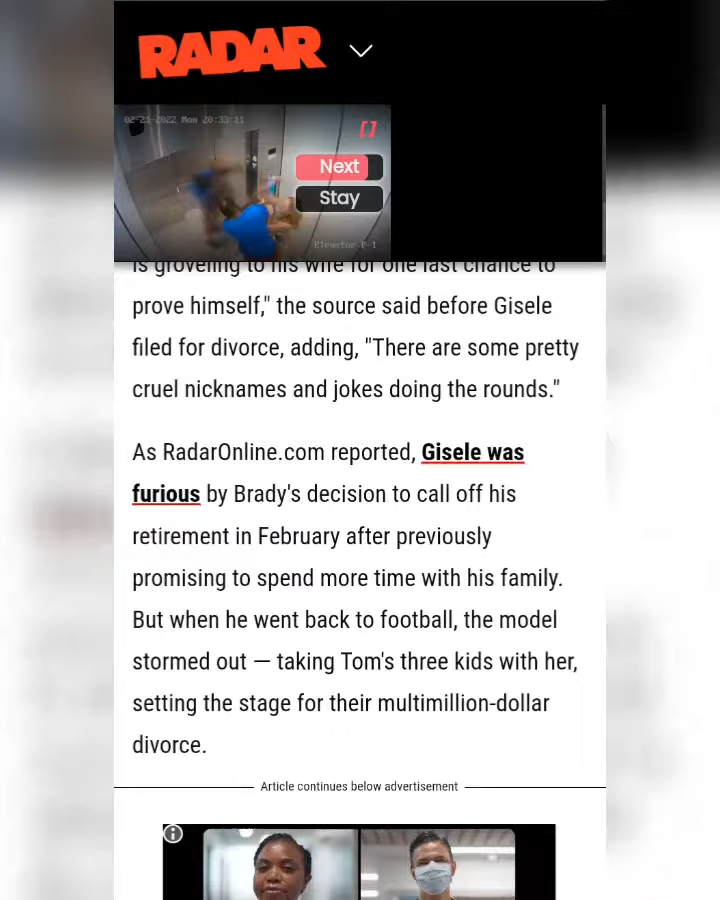 RADAR
02-21-2022 Mon 20:33:11
Next
Stay
Elevator P-1
is groveling to his wife for one last chance to
prove himself," the source said before Gisele
filed for divorce, adding, "There are some pretty
cruel nicknames and jokes doing the rounds."
As RadarOnline.com reported, Gisele was
furious by Brady's decision to call off his
retirement in February after previously
promising to spend more time with his family.
But when he went back to football, the model
stormed out — taking Tom's three kids with her,
setting the stage for their multimillion-dollar
divorce.
Article continues below advertisement